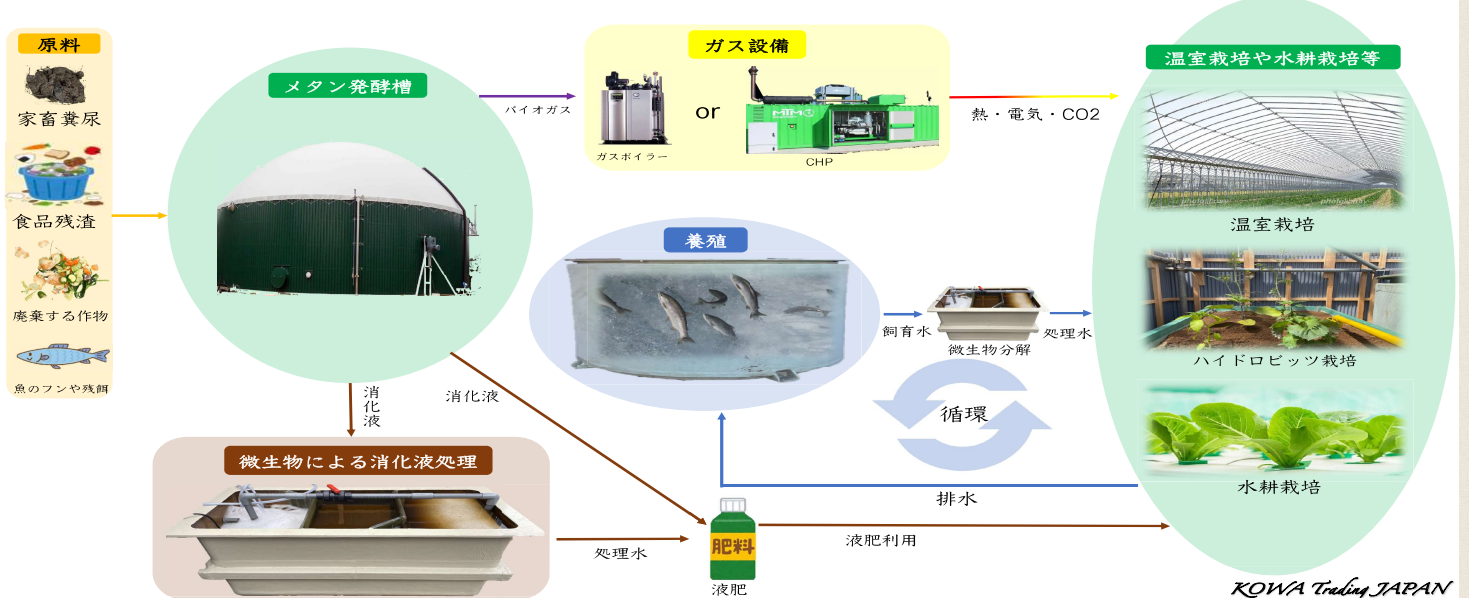 原料
家畜糞尿
食品残渣
廃棄する作物
魚のフンや残餌
メタン発酵槽
バイオガス
ガス設備
ガスボイラー
or
MIMO
CHP
熱・電気・CO2
温室栽培や水耕栽培等
温室栽培
ハイドロビッツ栽培
水耕栽培
養殖
飼育水
微生物分解
処理水
循環
排水
消化液
消化液
微生物による消化液処理
処理水
肥料
液肥
液肥利用
KOWA Trading JAPAN